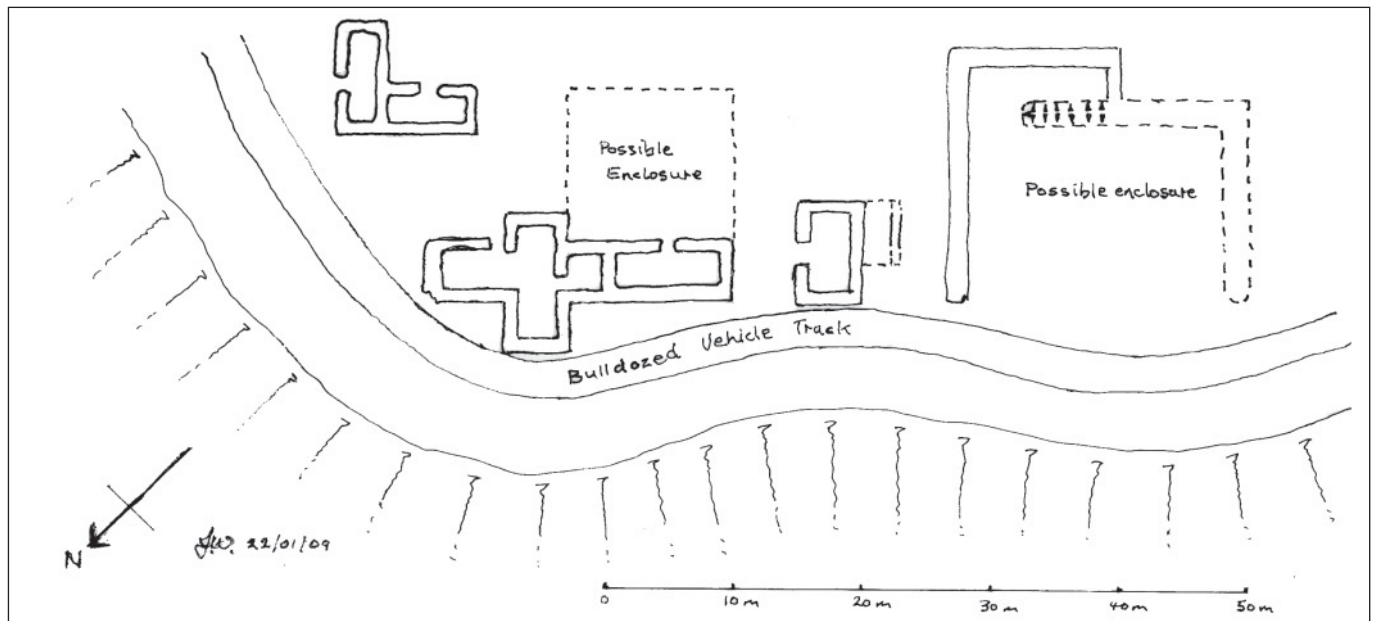 Possible
Enclosure
Possible enclosure
Bulldozed Vehicle Track
N
22/01/09
0 10m 20m 30m 40m 50m